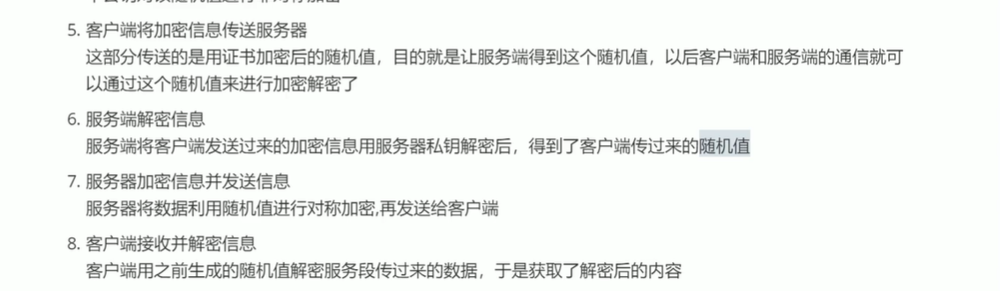 5. 客户端将加密信息传送服务器
这部分传送的是用证书加密后的随机值，目的就是让服务端得到这个随机值，以后客户端和服务端的通信就可
以通过这个随机值来进行加密解密了
6. 服务端解密信息
服务端将客户端发送过来的加密信息用服务器私钥解密后，得到了客户端传过来的随机值
7. 服务器加密信息并发送信息
服务器将数据利用随机值进行对称加密,再发送给客户端
8. 客户端接收并解密信息
客户端用之前生成的随机值解密服务段传过来的数据，于是获取了解密后的内容